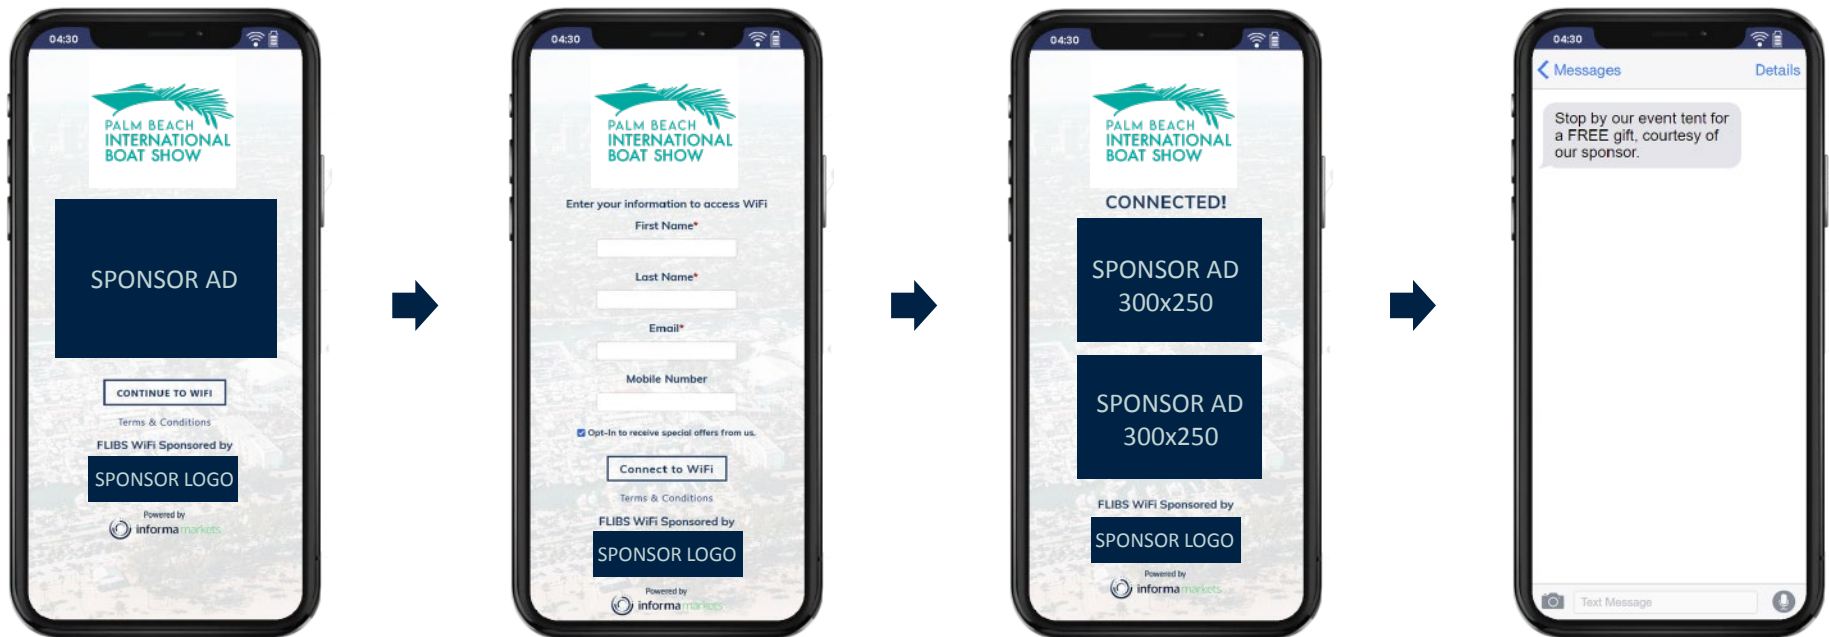 04:30
PALM BEACH
INTERNATIONAL
BOAT SHOW
SPONSOR AD
CONTINUE TO WIFI
Terms & Conditions
FLIBS WiFi Sponsored by
SPONSOR LOGO
Powered by
informa markets
04:30
PALM BEACH
INTERNATIONAL
BOAT SHOW
Enter your information to access WiFi
First Name*
Last Name*
Email*
Mobile Number
Opt-In to receive special offers from us.
Connect to WiFi
Terms & Conditions
FLIBS WiFi Sponsored by
SPONSOR LOGO
Powered by
informa markets
04:30
PALM BEACH
INTERNATIONAL
BOAT SHOW
CONNECTED!
SPONSOR AD
300x250
SPONSOR AD
300x250
FLIBS WiFi Sponsored by
SPONSOR LOGO
Powered by
informa markets
04:30
Messages Details
Stop by our event tent for
a FREE gift, courtesy of
our sponsor.
Text Message